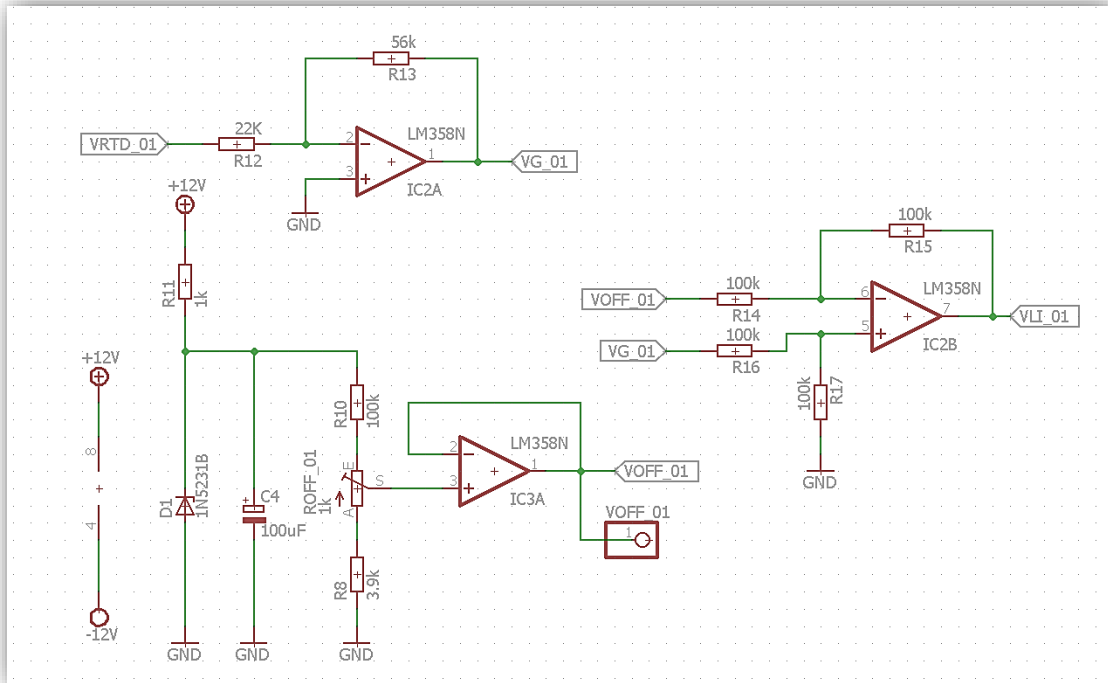 56k
R13
22K
LM358N
VRTD_01
2
1
VG_01
R12
3
IC2A
+12V
GND
100k
R15
R11
1k
100k
LM358N
VOFF_01
6
7
VLI_01
R14
100k
5
VG_01
IC2B
R16
+12V
100k
R17
R10
100k
8
LM358N
2
1
VOFF_01
ROFF_01
1k
E
S
3
IC3A
GND
D1
1N5231B
C4
+
A
VOFF_01
4
100uF
1
R8
3.9k
-12V
GND
GND
GND